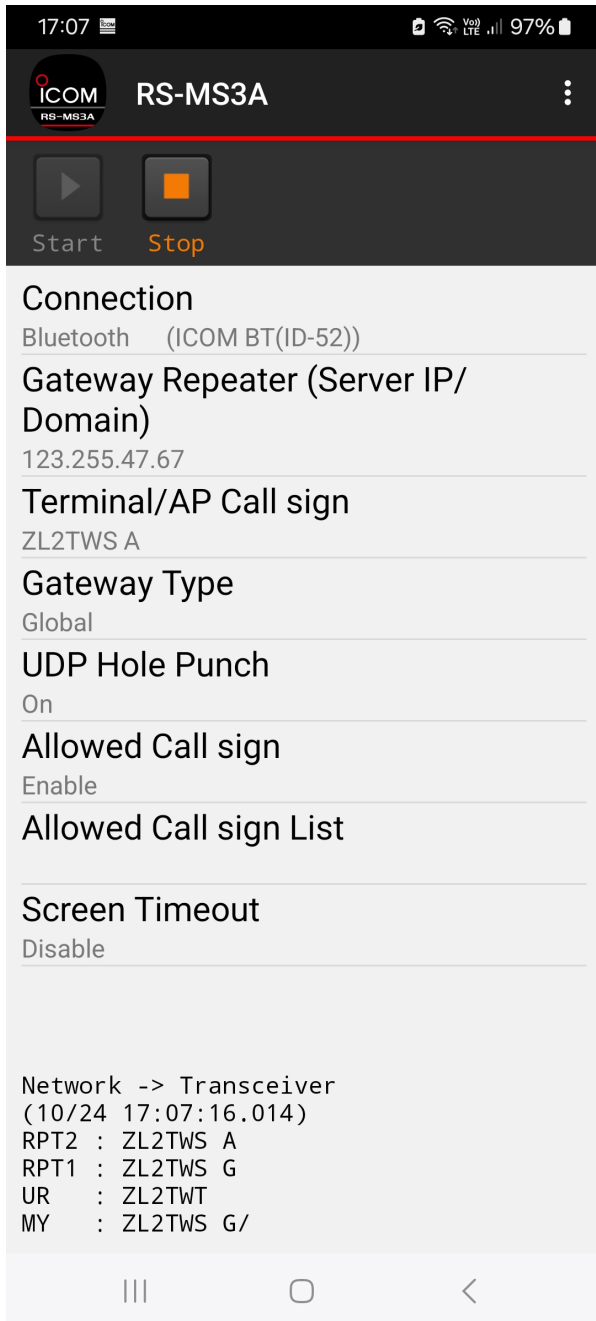 17:07 ICOM Vo)) LTE 97%
ICOM
RS-MS3A
RS-MS3A
Start Stop
Connection
Bluetooth (ICOM BT(ID-52))
Gateway Repeater (Server IP/
Domain)
123.255.47.67
Terminal/AP Call sign
ZL2TWS A
Gateway Type
Global
UDP Hole Punch
On
Allowed Call sign
Enable
Allowed Call sign List
Screen Timeout
Disable
Network -> Transceiver
(10/24 17:07:16.014)
RPT2 : ZL2TWS A
RPT1 : ZL2TWS G
UR : ZL2TWT
MY : ZL2TWS G/